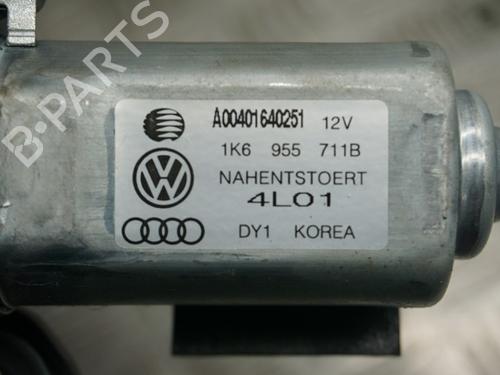 A00401640251 12V
1K6 955 711B
NAHENTSTOERT
4L01
DY1 KOREA
B-PARTS